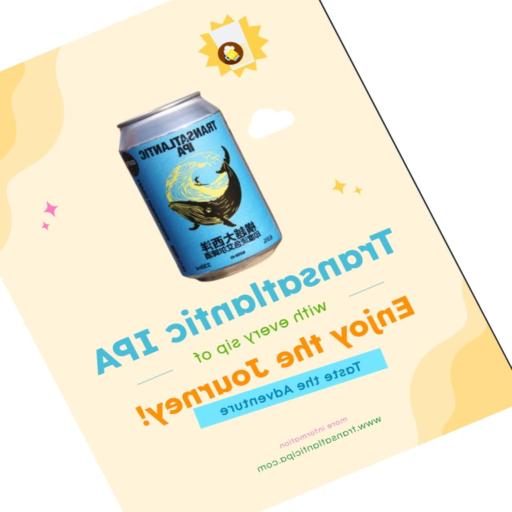 TRANSATLANTIC
IPA
横越大西洋
330ml
Transatlantic IPA
with every sip of
Enjoy the Journey!
Taste the Adventure
more information
www.transatlanticipa.com